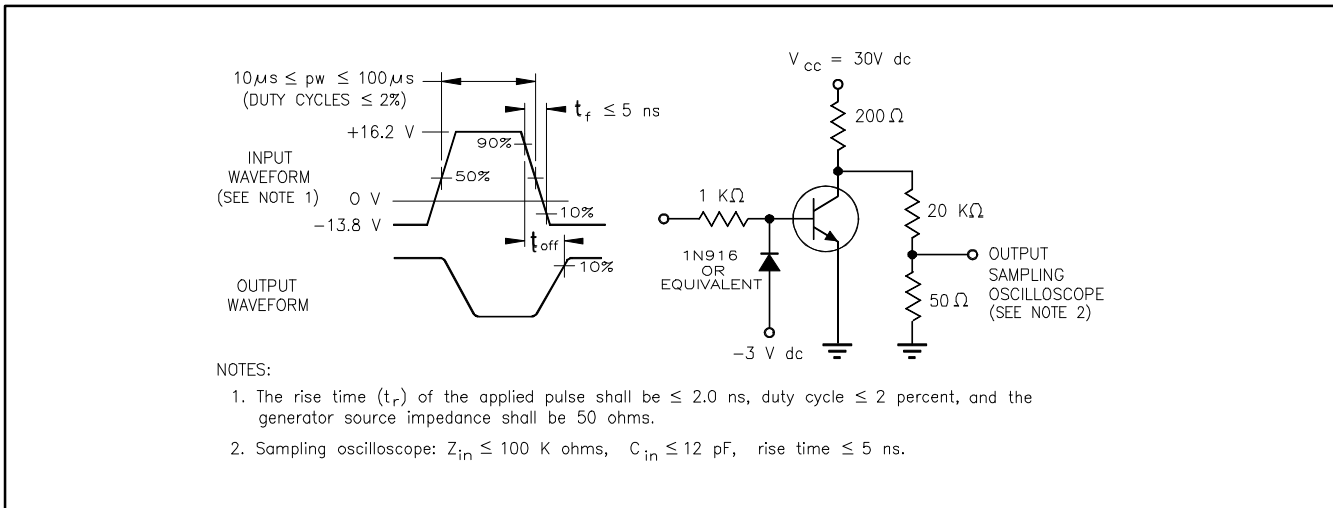 10μs ≤ pw ≤ 100μs
(DUTY CYCLES ≤ 2%)
t_f ≤ 5 ns
+16.2 V
90%
INPUT
WAVEFORM
(SEE NOTE 1)
50%
0 V
-13.8 V
10%
t_off
10%
OUTPUT
WAVEFORM
V_cc = 30V dc
200Ω
1 KΩ
20 KΩ
1N916
OR
EQUIVALENT
OUTPUT
SAMPLING
OSCILLOSCOPE
(SEE NOTE 2)
50Ω
-3 V dc
NOTES:
1. The rise time (t_r) of the applied pulse shall be ≤ 2.0 ns, duty cycle ≤ 2 percent, and the
generator source impedance shall be 50 ohms.
2. Sampling oscilloscope: Z_in ≤ 100 K ohms, C_in ≤ 12 pF, rise time ≤ 5 ns.